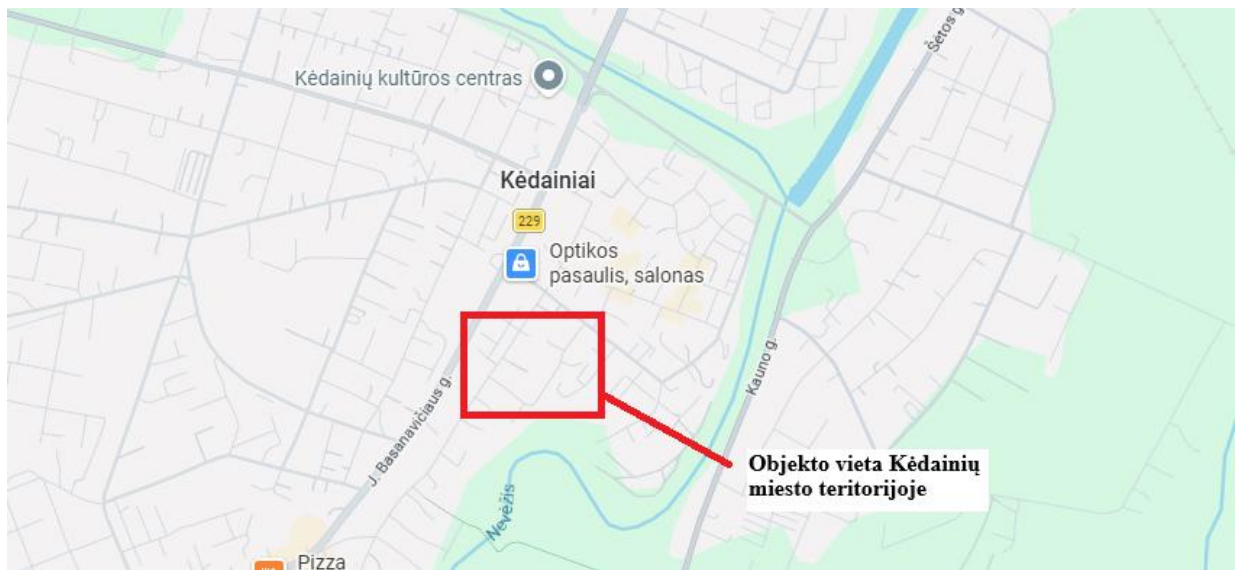 Šėtos g.
Kėdainių kultūros centras
Kėdainiai
229
Optikos
pasaulis, salonas
Kauno g.
J. Basanavičiaus g.
Objekto vieta Kėdainių
miesto teritorijoje
Nevėžis
Pizza